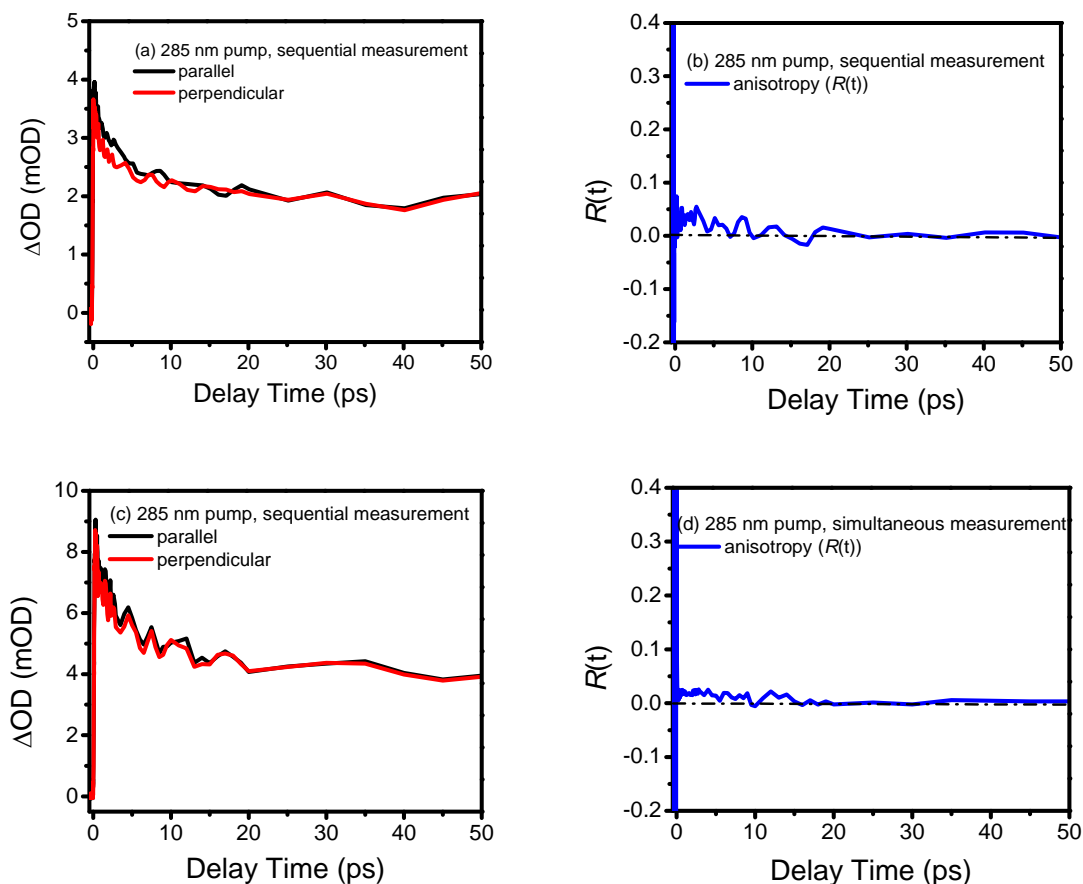 (a) 285 nm pump, sequential measurement
parallel
perpendicular
5
4
3
2
1
0
ΔOD (mOD)
0 10 20 30 40 50
Delay Time (ps)
(b) 285 nm pump, sequential measurement
anisotropy (R(t))
0.4
0.3
0.2
0.1
0.0
-0.1
-0.2
R(t)
0 10 20 30 40 50
Delay Time (ps)
(c) 285 nm pump, sequential measurement
parallel
perpendicular
10
8
6
4
2
0
ΔOD (mOD)
0 10 20 30 40 50
Delay Time (ps)
(d) 285 nm pump, simultaneous measurement
anisotropy (R(t))
0.4
0.3
0.2
0.1
0.0
-0.1
-0.2
R(t)
0 10 20 30 40 50
Delay Time (ps)